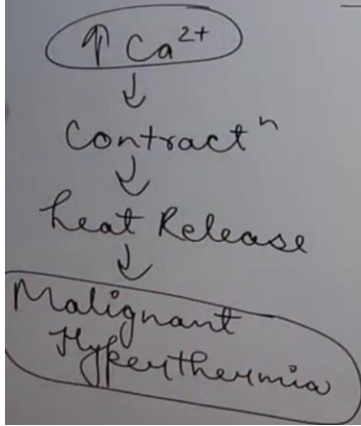 ↑ Ca²⁺
↓
Contractⁿ
↓
heat Release
↓
Malignant
Hyperthermia